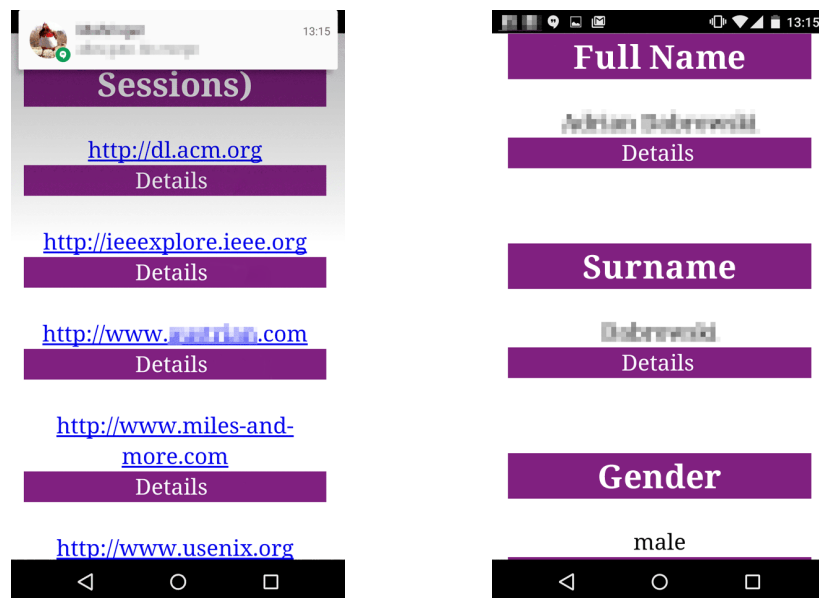 13:15
Sessions)
http://dl.acm.org
Details
http://ieeexplore.ieee.org
Details
http://www. .com
Details
http://www.miles-and-
more.com
Details
http://www.usenix.org
13:15
Full Name
Details
Surname
Details
Gender
male